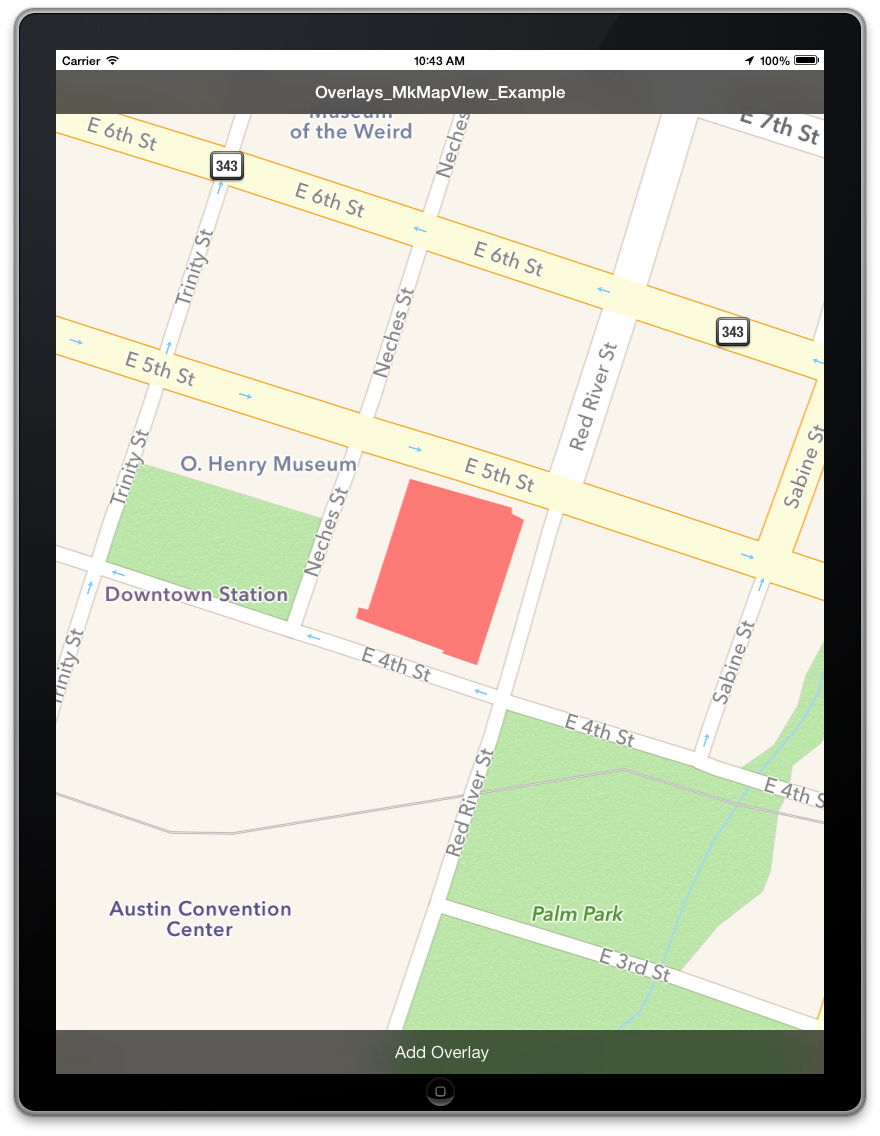 Carrier
10:43 AM
100%
Overlays_MkMapVIew_Example
Museum
of the Weird
Neches
E 7th St
E 6th St
343
E 6th St
Trinity St
E 6th St
Neches St
343
E 5th St
Red River St
Sabine St
Trinity St
O. Henry Museum
E 5th St
Neches St
Downtown Station
Trinity St
E 4th St
Sabine St
E 4th St
Red River St
E 4th S
Austin Convention
Center
Palm Park
E 3rd St
Add Overlay